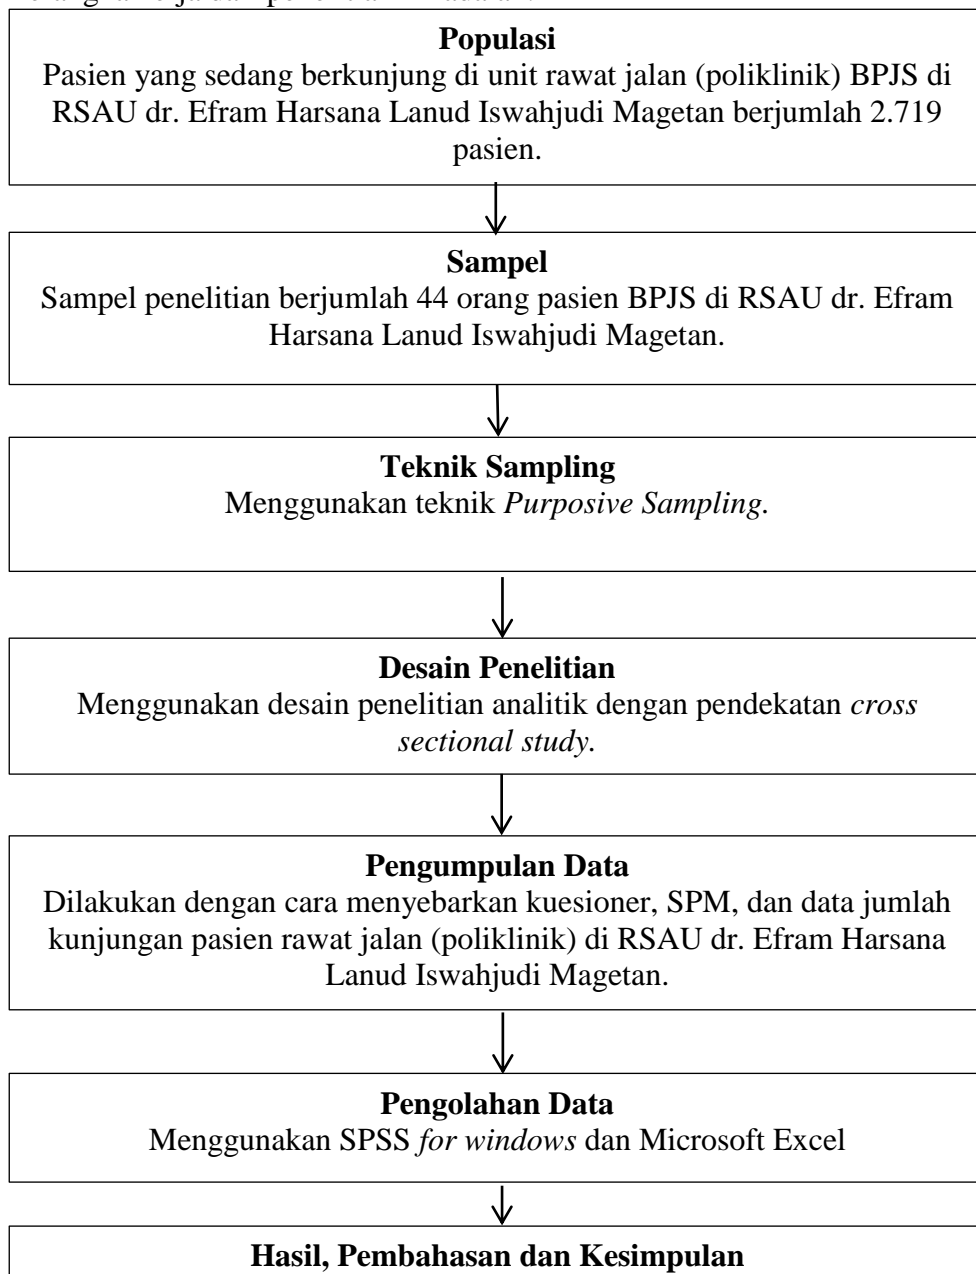 Populasi
Pasien yang sedang berkunjung di unit rawat jalan (poliklinik) BPJS di
RSAU dr. Efram Harsana Lanud Iswahjudi Magetan berjumlah 2.719
pasien.
Sampel
Sampel penelitian berjumlah 44 orang pasien BPJS di RSAU dr. Efram
Harsana Lanud Iswahjudi Magetan.
Teknik Sampling
Menggunakan teknik Purposive Sampling.
Desain Penelitian
Menggunakan desain penelitian analitik dengan pendekatan cross
sectional study.
Pengumpulan Data
Dilakukan dengan cara menyebarkan kuesioner, SPM, dan data jumlah
kunjungan pasien rawat jalan (poliklinik) di RSAU dr. Efram Harsana
Lanud Iswahjudi Magetan.
Pengolahan Data
Menggunakan SPSS for windows dan Microsoft Excel
Hasil, Pembahasan dan Kesimpulan